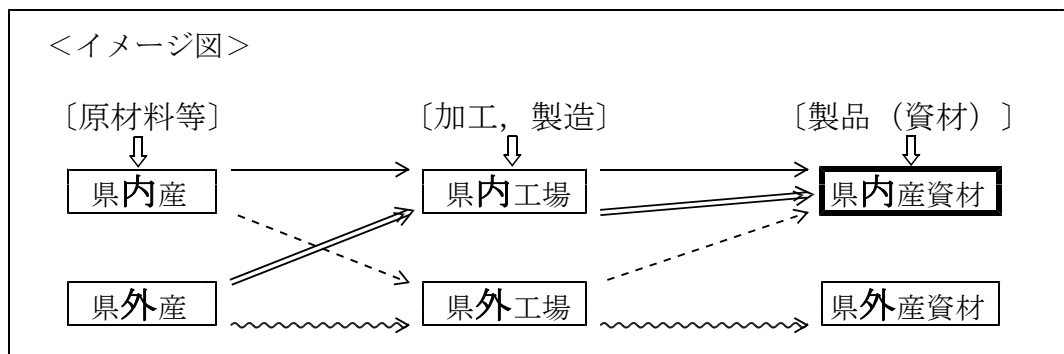 ＜イメージ図＞
〔原材料等〕 〔加工，製造〕 〔製品（資材）〕
県内産 県内工場 県内産資材
県外産 県外工場 県外産資材